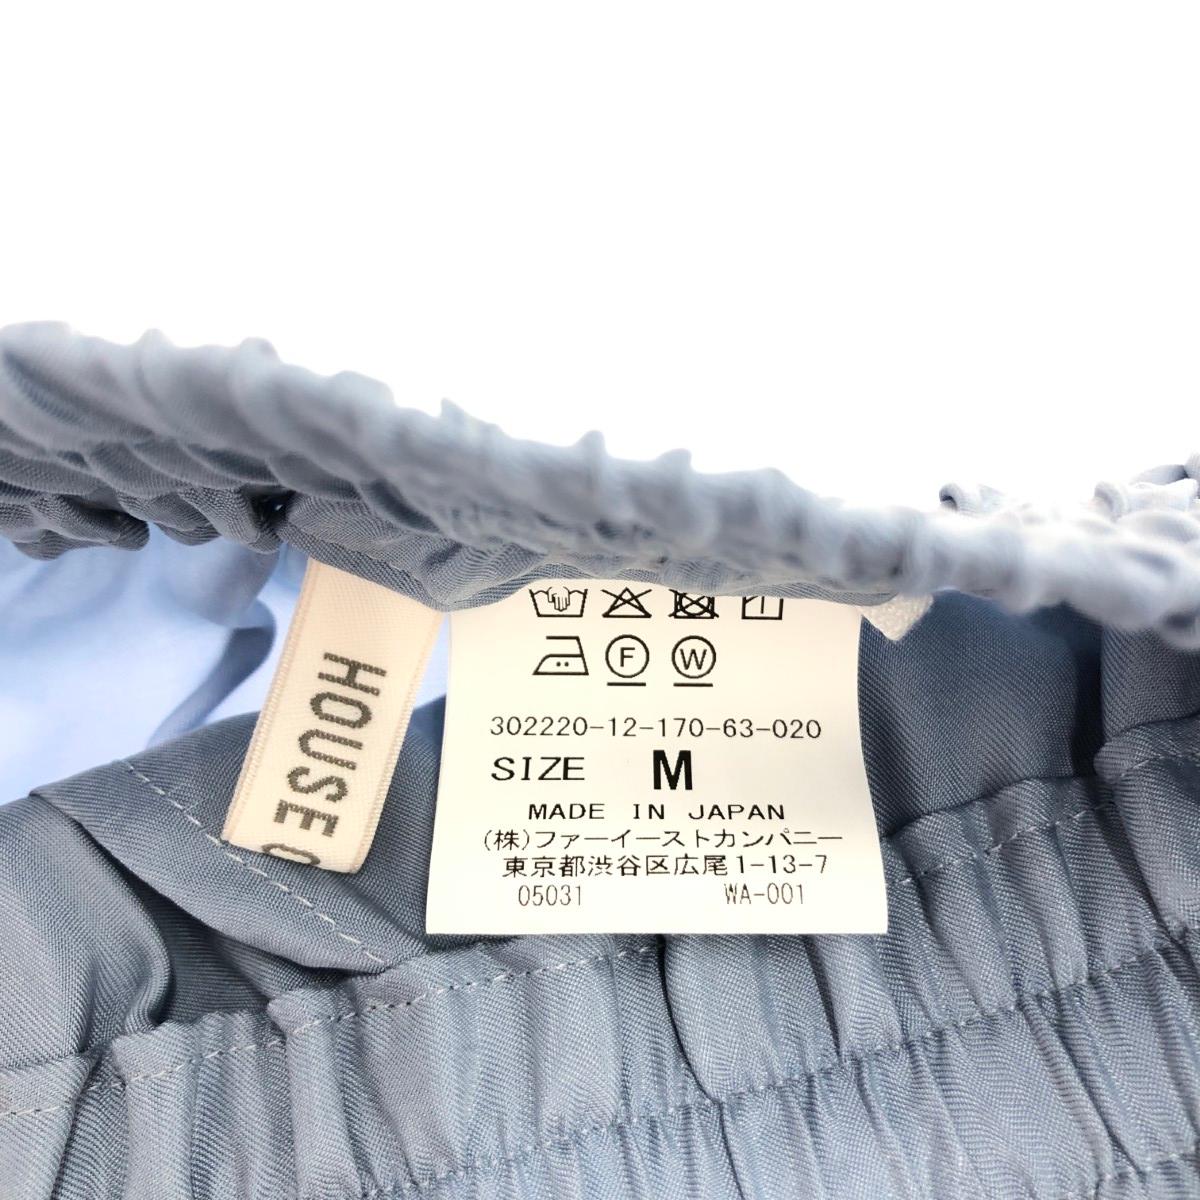 HOUSE
F W
302220-12-170-63-020
SIZE M
MADE IN JAPAN
(株)ファーイーストカンパニー
東京都渋谷区広尾1-13-7
05031 WA-001